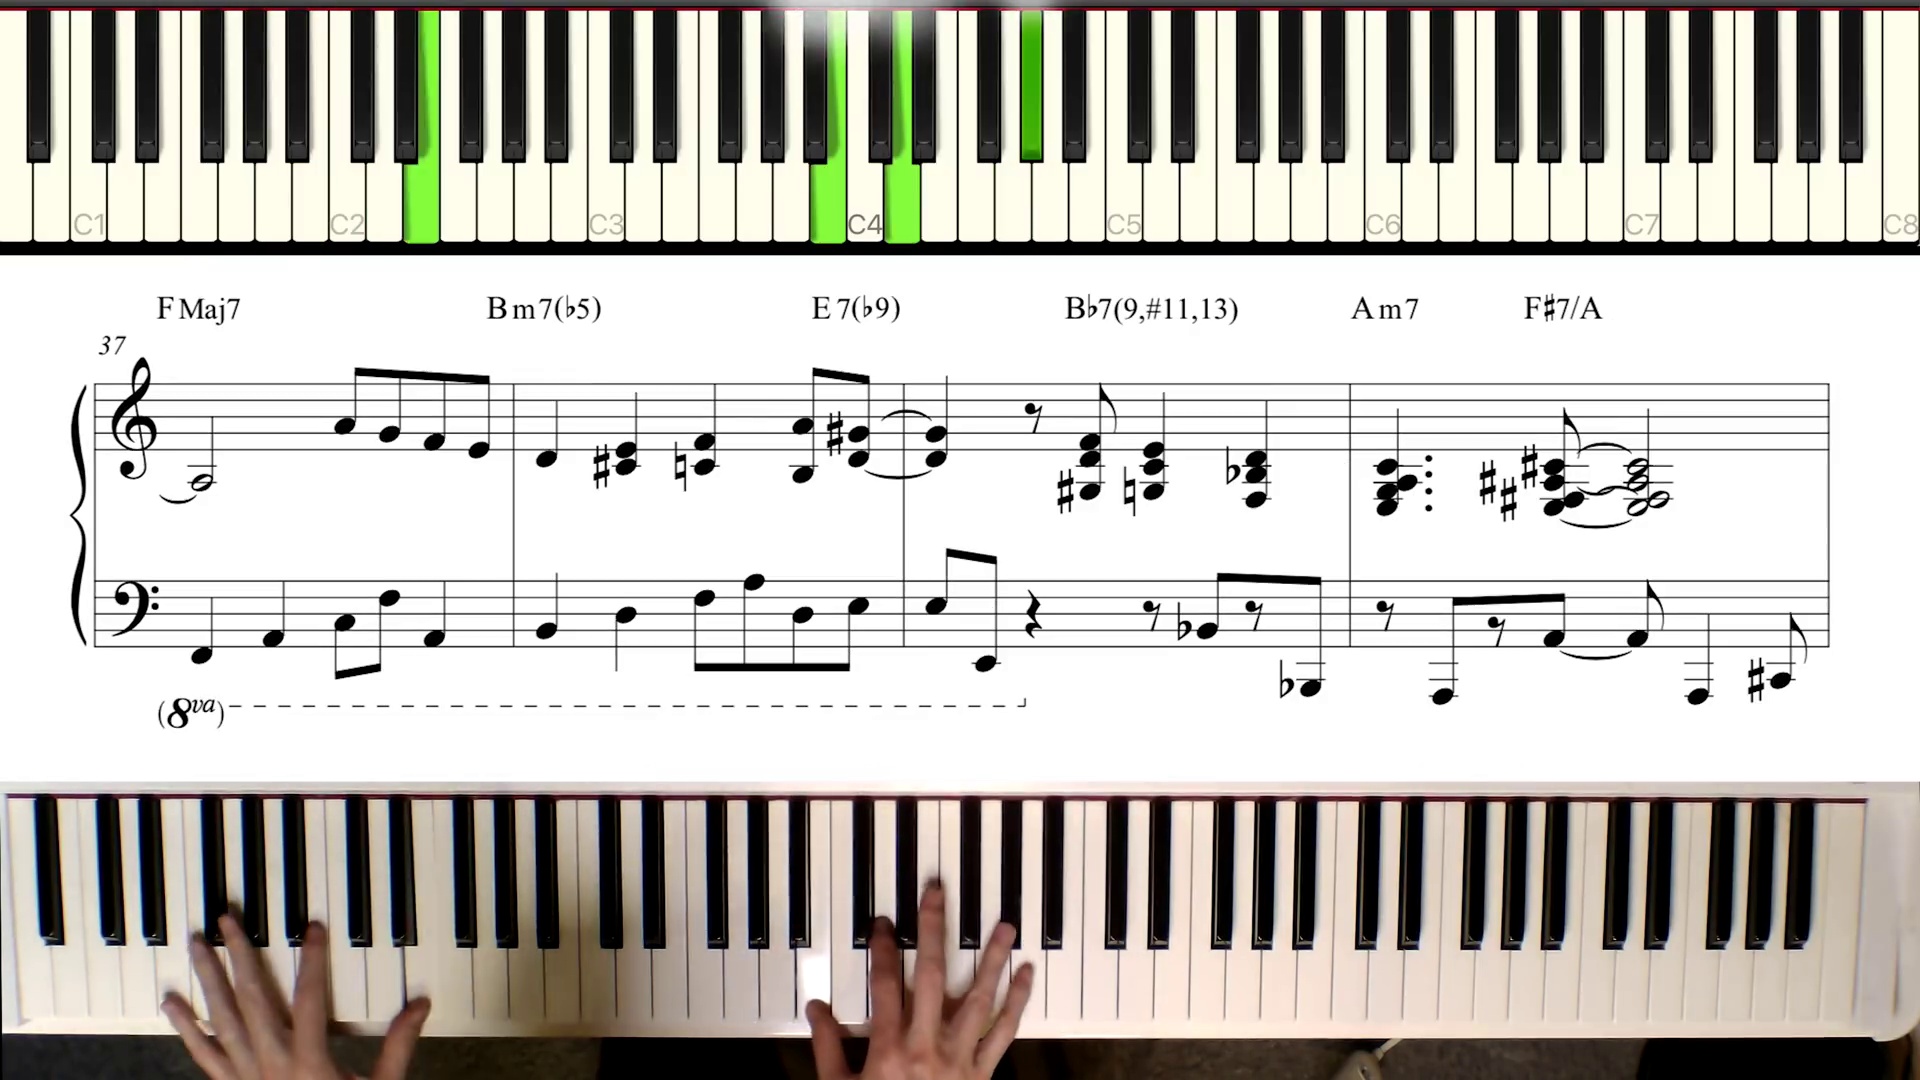 C1 C2 C3 C4 C5 C6 C7 C8
F Maj7 B m7(♭5) E 7(♭9) B♭7(9,#11,13) A m7 F♯7/A
37
(8va)